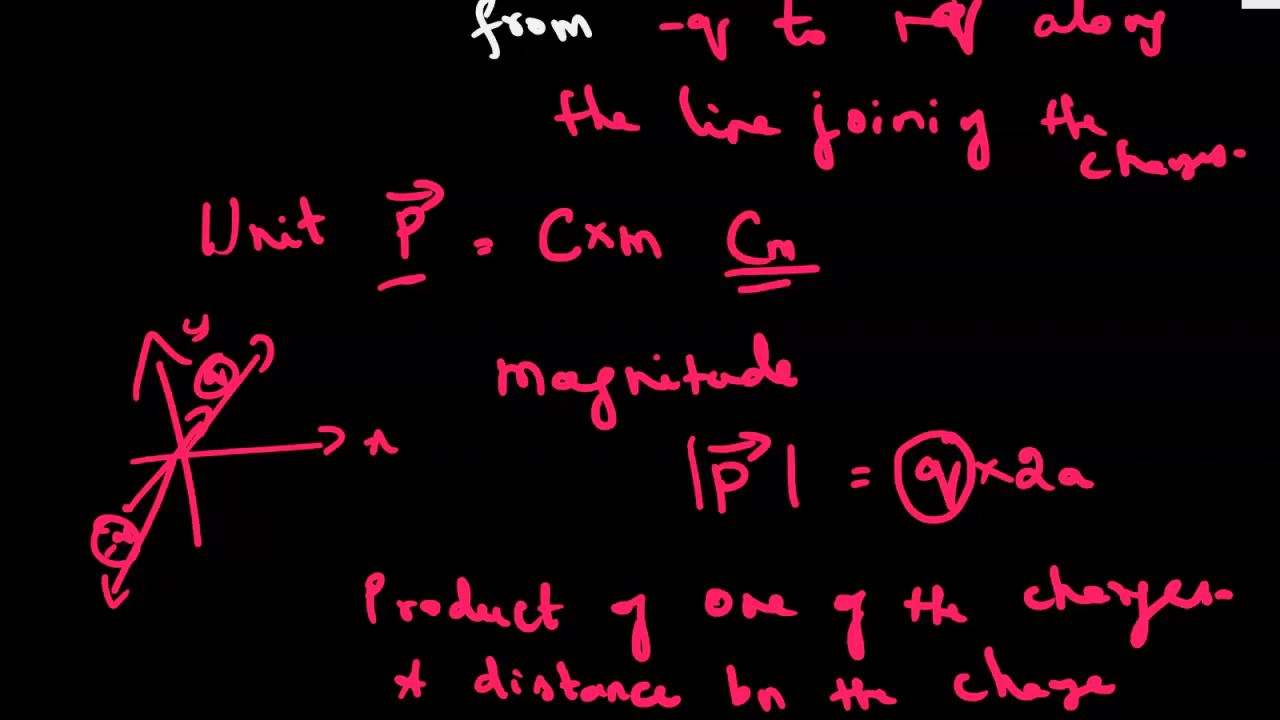 from -q to +q along
the line joining the
charges.
Unit P⃗ = C×m Cm
y
q
x
-q
magnitude
|P⃗| = q×2a
Product of one of the charges.
* distance bn the charge